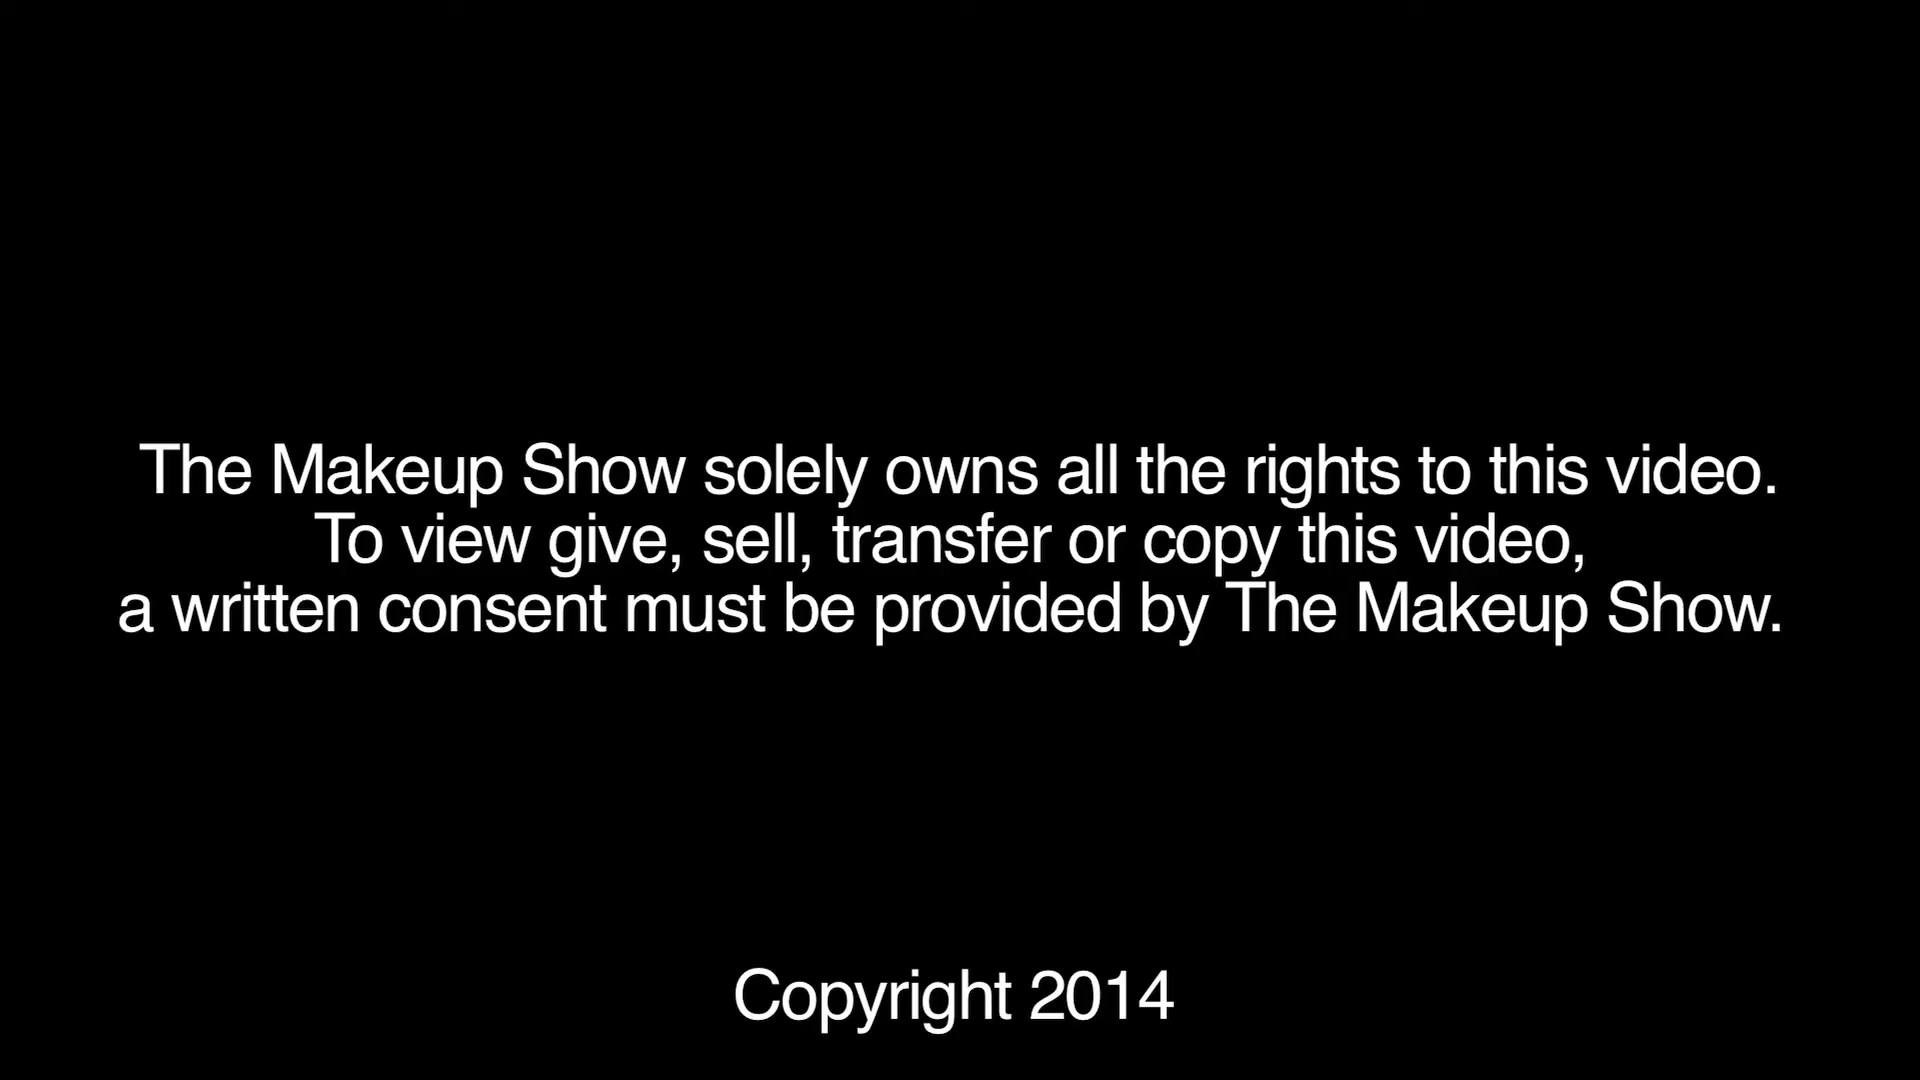 The Makeup Show solely owns all the rights to this video.
To view give, sell, transfer or copy this video,
a written consent must be provided by The Makeup Show.
Copyright 2014